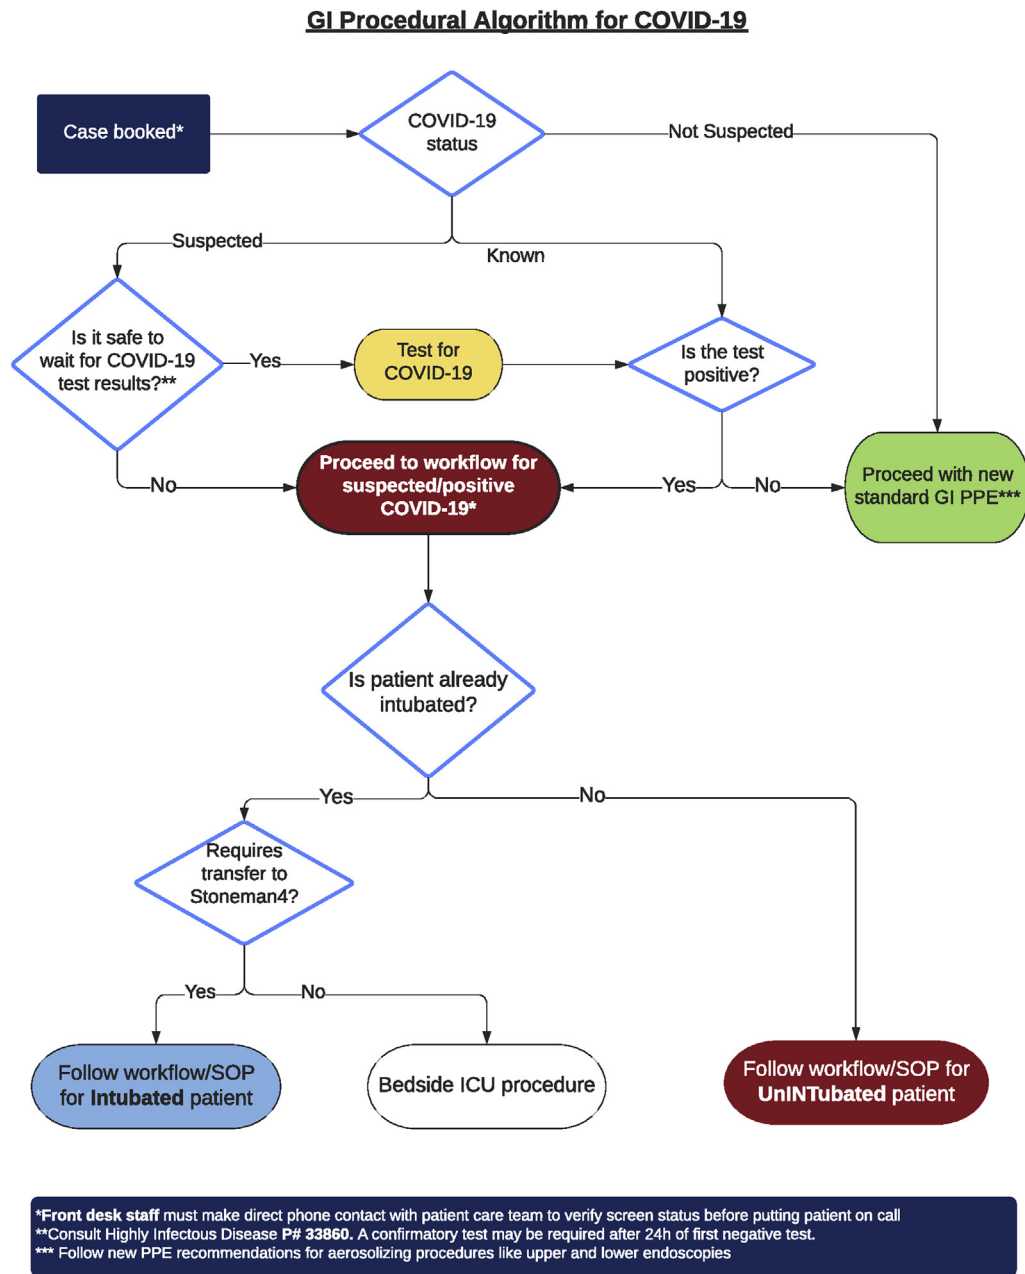 GI Procedural Algorithm for COVID-19
Case booked*
COVID-19
status
Not Suspected
Suspected
Known
Is it safe to
wait for COVID-19
test results?**
Yes
Test for
COVID-19
Is the test
positive?
No
Proceed to workflow for
suspected/positive
COVID-19*
Yes
No
Proceed with new
standard GI PPE***
Is patient already
intubated?
Yes
No
Requires
transfer to
Stoneman4?
Yes
No
Follow workflow/SOP
for Intubated patient
Bedside ICU procedure
Follow workflow/SOP for
UnINTubated patient
*Front desk staff must make direct phone contact with patient care team to verify screen status before putting patient on call
**Consult Highly Infectious Disease P# 33860. A confirmatory test may be required after 24h of first negative test.
*** Follow new PPE recommendations for aerosolizing procedures like upper and lower endoscopies